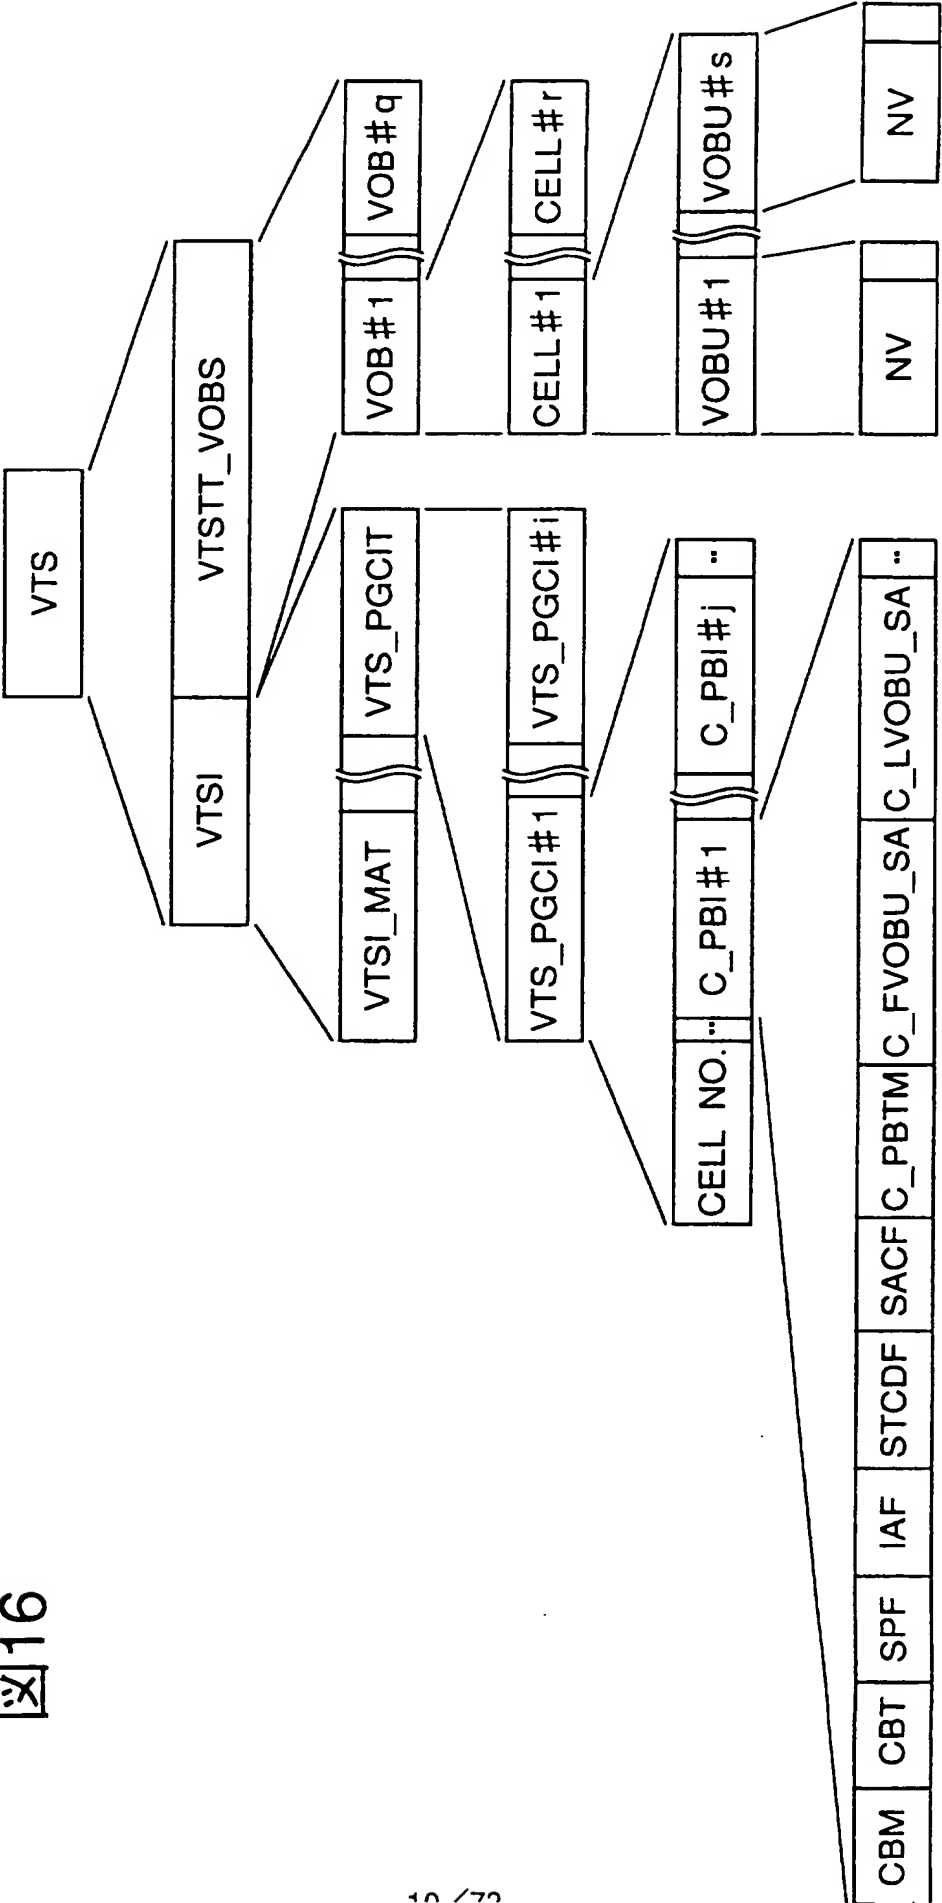 図16
VTS
VTSI VTSTT_VOBS
VTSI_MAT VTS_PGCIT VOB#1 VOB#q
VTS_PGCI#1 VTS_PGCI#i CELL#1 CELL#r
CELL NO. ‥ C_PBI#1 C_PBI#j ‥ VOBU#1 VOBU#s
CBM CBT SPF IAF STCDF SACF C_PBTM C_FVOBU_SA C_LVOBU_SA ‥ NV NV